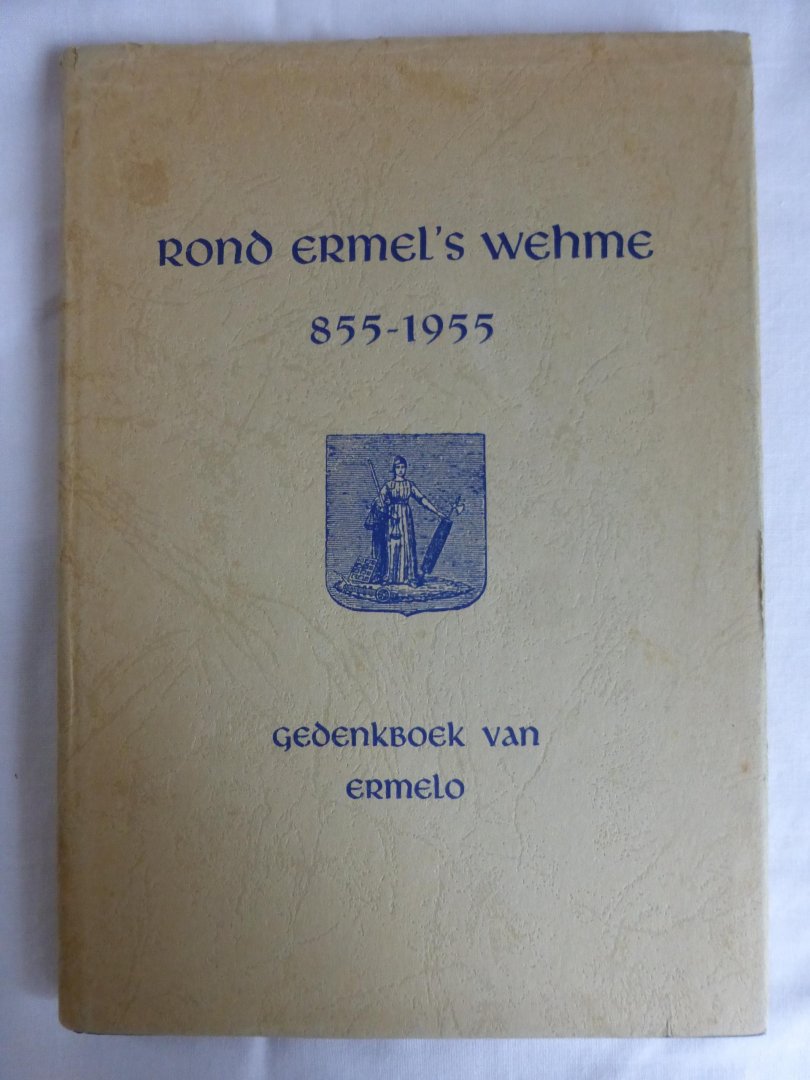 Rond Ermel's Wehme
855-1955
Gedenkboek van
Ermelo